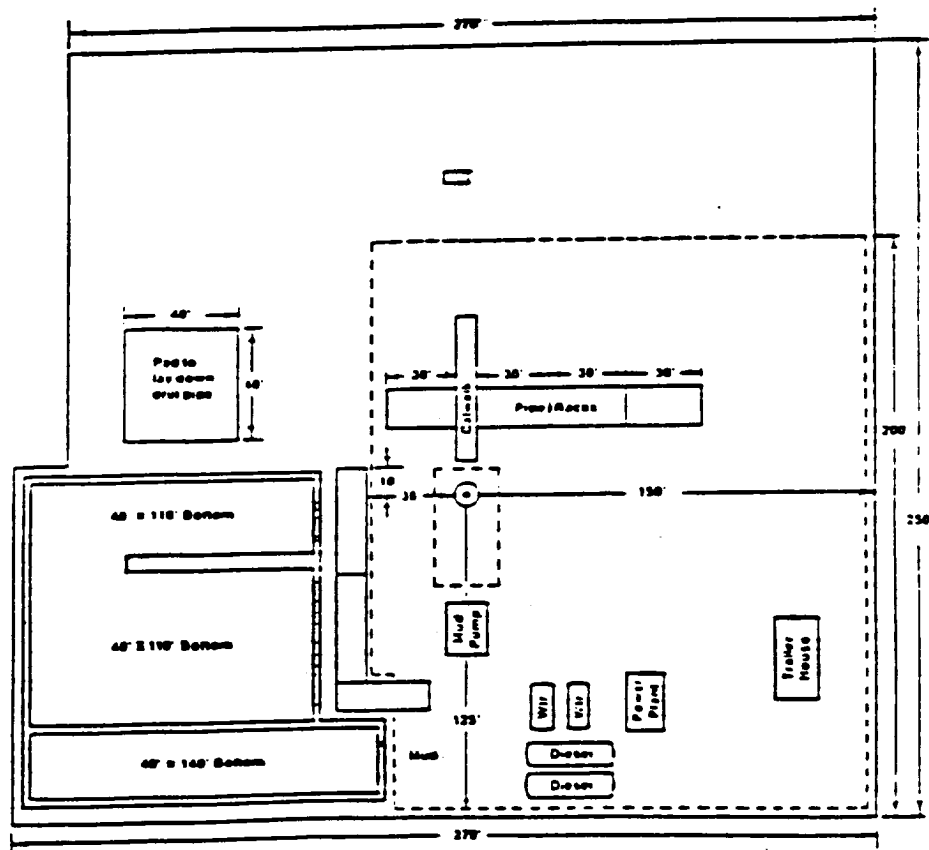 270'
40'
Pad to
lay down
drill pipe
30'
30'
30'
30'
Catwalk
Pipe Racks
200'
250'
10
150'
40' x 110' Bottom
40' X 110' Bottom
40' x 140' Bottom
Mud
Pump
Trailer
House
Wtr
Wtr
Power
Plant
125'
Mud
Diesel
Diesel
270'